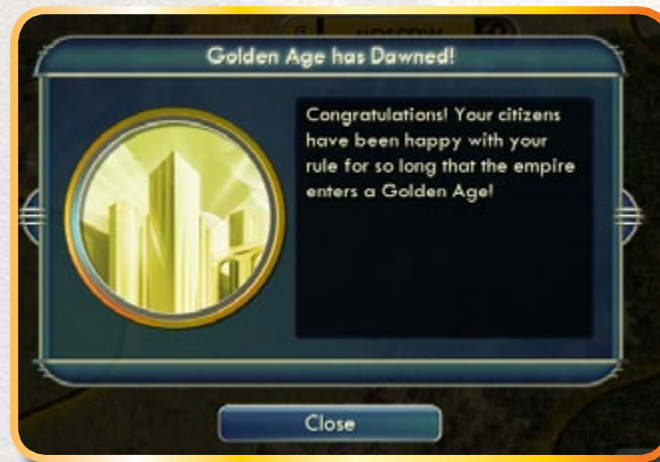 Golden Age has Dawned!
Congratulations! Your citizens
have been happy with your
rule for so long that the empire
enters a Golden Age!
Close